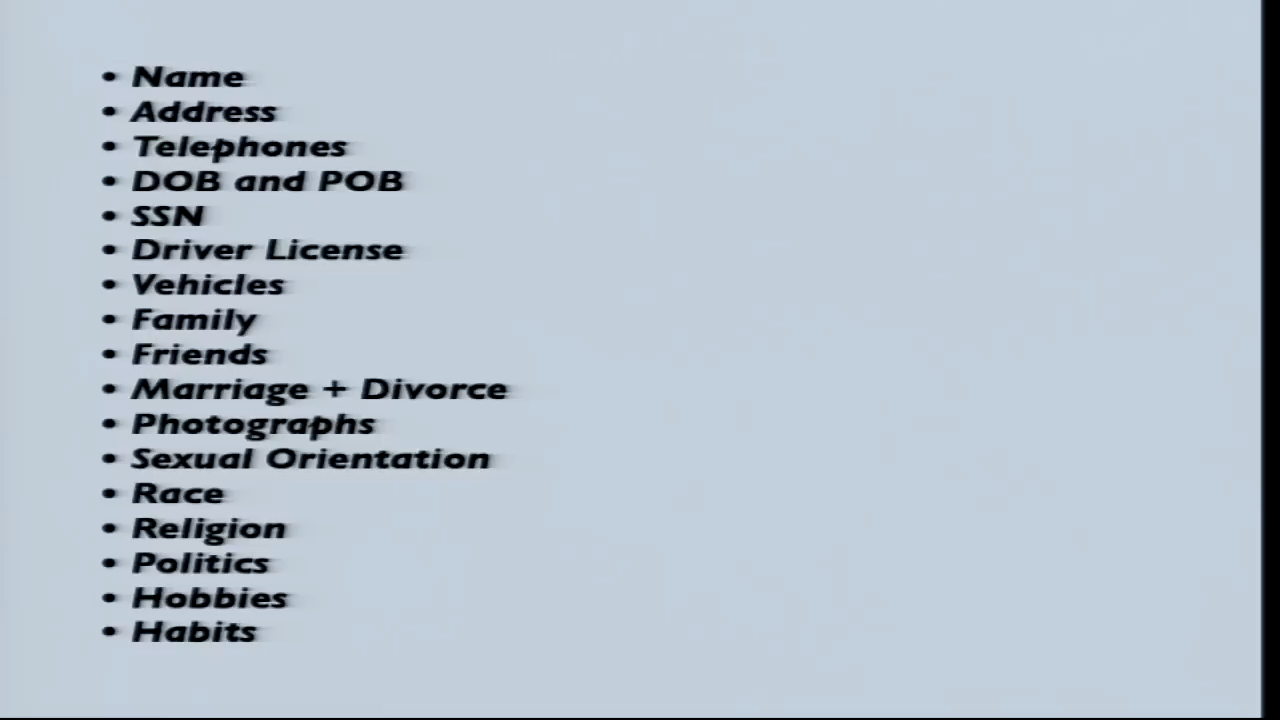 • Name
• Address
• Telephones
• DOB and POB
• SSN
• Driver License
• Vehicles
• Family
• Friends
• Marriage + Divorce
• Photographs
• Sexual Orientation
• Race
• Religion
• Politics
• Hobbies
• Habits